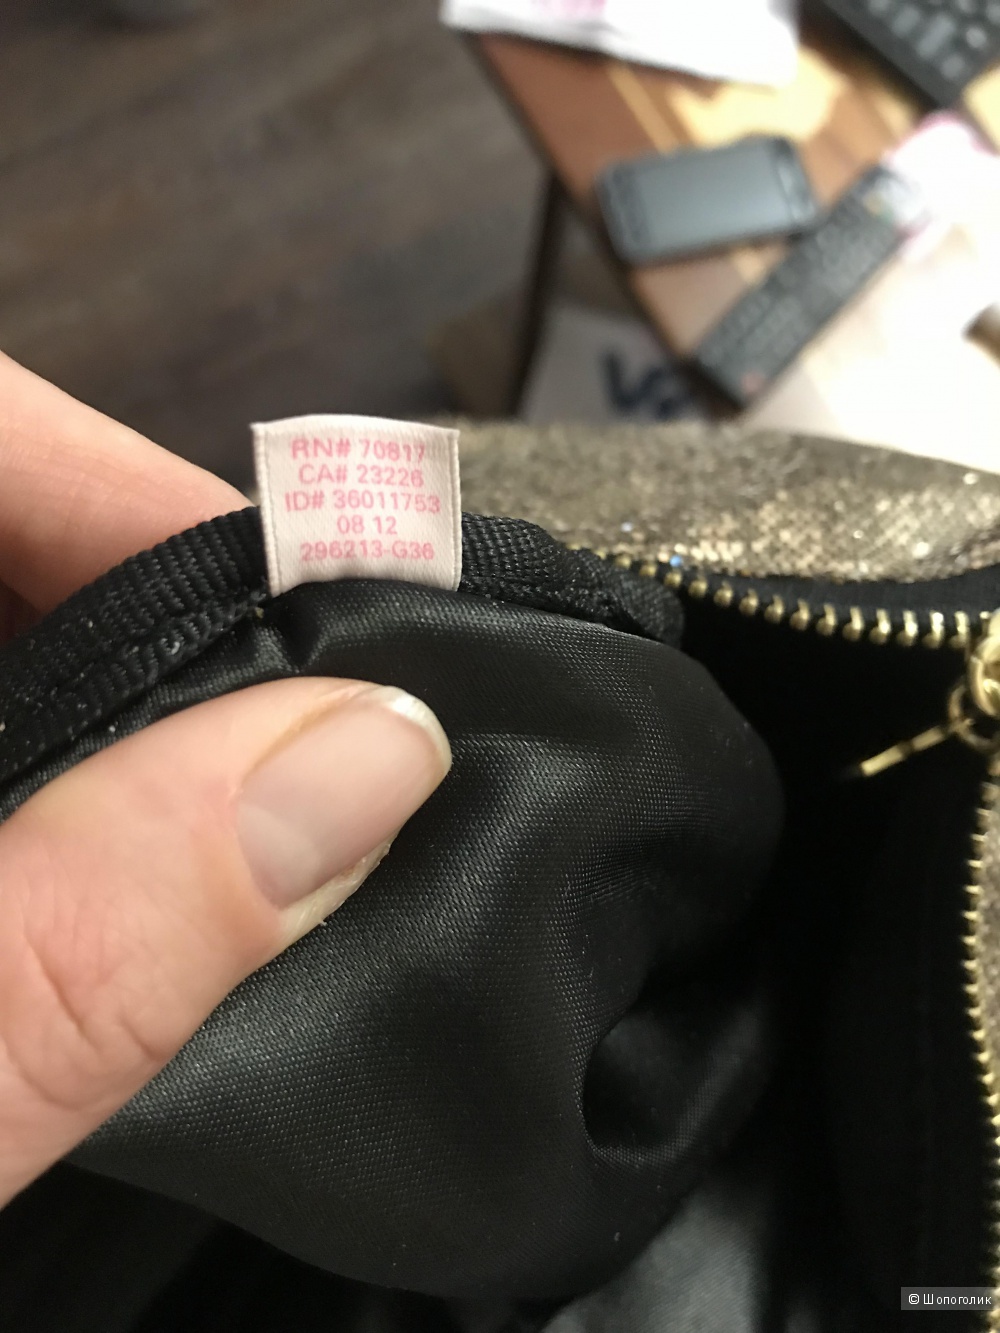 RN# 70817
CA# 23226
ID# 36011753
08 12
296213-G36
© Шопоголик